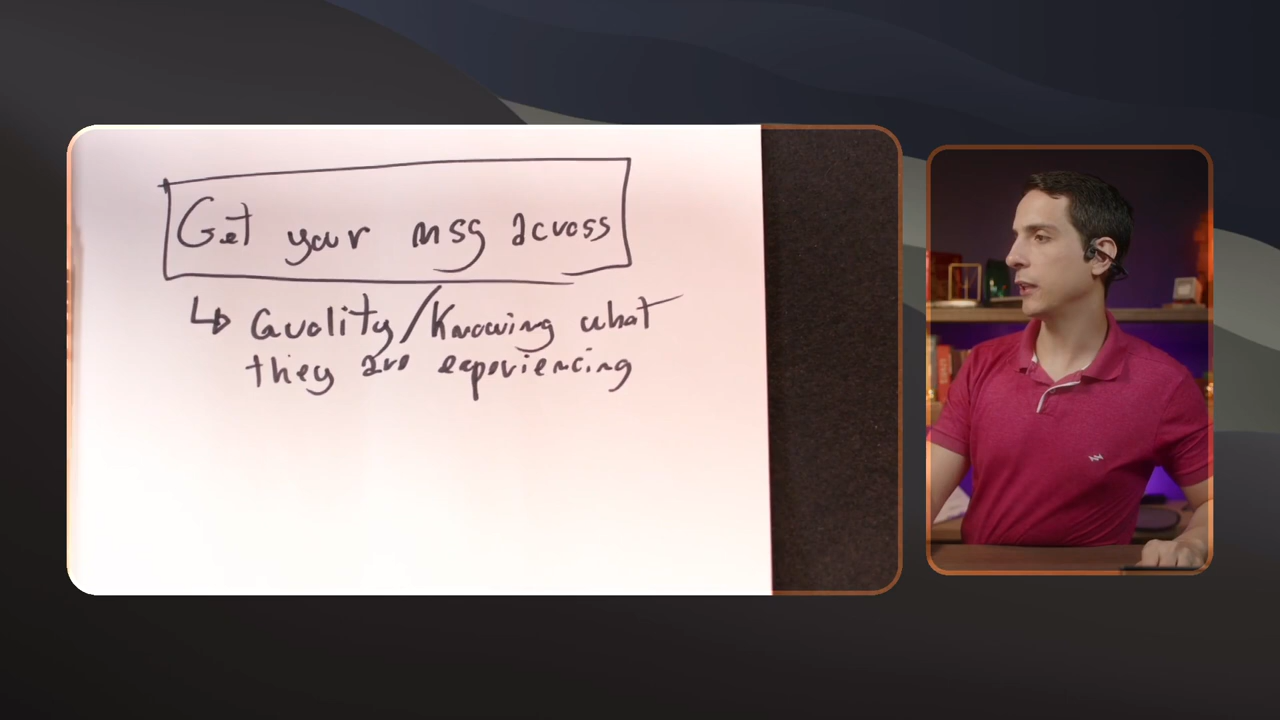 Get your msg across
↳ Quality/Knowing what
they are experiencing